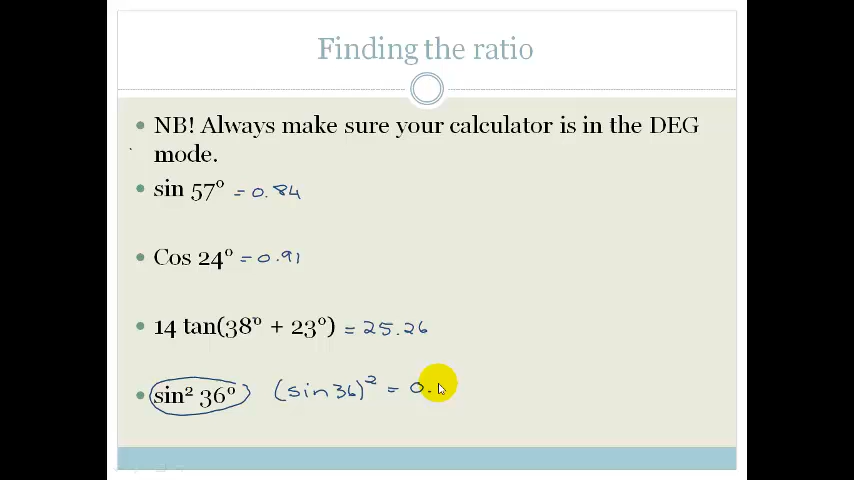 Finding the ratio
NB! Always make sure your calculator is in the DEG
mode.
sin 57° = 0.84
Cos 24° = 0.91
14 tan(38° + 23°) = 25.26
sin² 36° (sin36)² = 0.